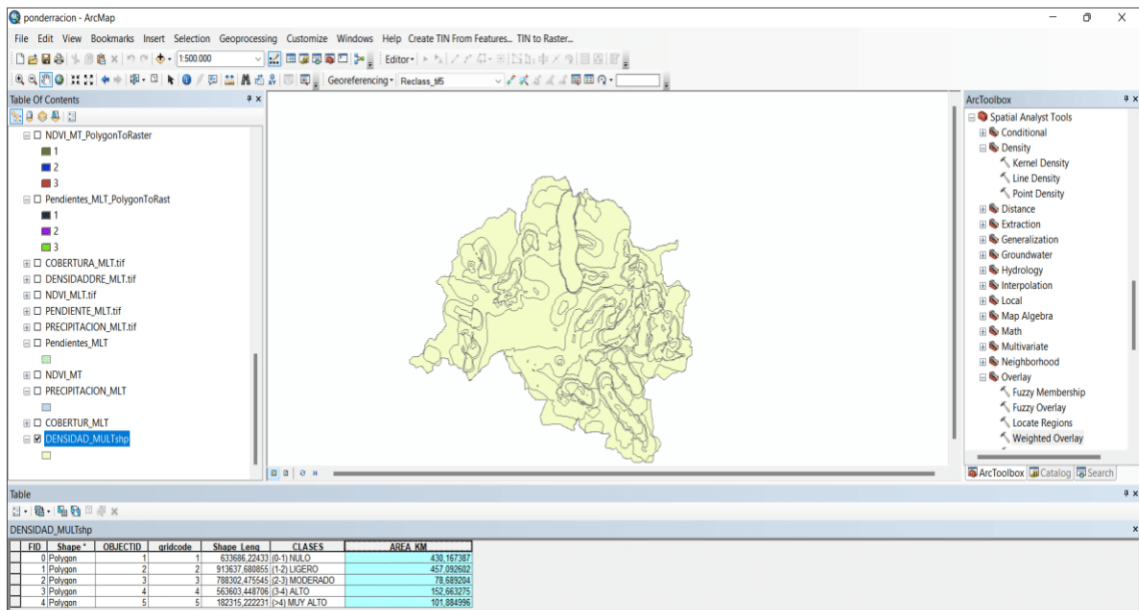 ponderracion - ArcMap
File Edit View Bookmarks Insert Selection Geoprocessing Customize Windows Help Create TIN From Features... TIN to Raster...
1:500.000
Editor
Georeferencing
Reclass_tif5
Table Of Contents
NDVI_MT_PolygonToRaster
1
2
3
Pendientes_MLT_PolygonToRast
1
2
3
COBERTURA_MLT.tif
DENSIDADDRE_MLT.tif
NDVI_MLT.tif
PENDIENTE_MLT.tif
PRECIPITACION_MLT.tif
Pendientes_MLT
NDVI_MT
PRECIPITACION_MLT
COBERTUR_MLT
DENSIDAD_MULTshp
ArcToolbox
Spatial Analyst Tools
Conditional
Density
Kernel Density
Line Density
Point Density
Distance
Extraction
Generalization
Groundwater
Hydrology
Interpolation
Local
Map Algebra
Math
Multivariate
Neighborhood
Overlay
Fuzzy Membership
Fuzzy Overlay
Locate Regions
Weighted Overlay
ArcToolbox Catalog Search
Table
DENSIDAD_MULTshp
FID Shape * OBJECTID gridcode Shape_Leng CLASES AREA_KM
0 Polygon 1 1 633686,22433 (0-1) NULO 430,167387
1 Polygon 2 2 913637,680855 (1-2) LIGERO 457,092602
2 Polygon 3 3 788302,475545 (2-3) MODERADO 78,689204
3 Polygon 4 4 563603,448706 (3-4) ALTO 152,663275
4 Polygon 5 5 182315,222231 (>4) MUY ALTO 101,884996